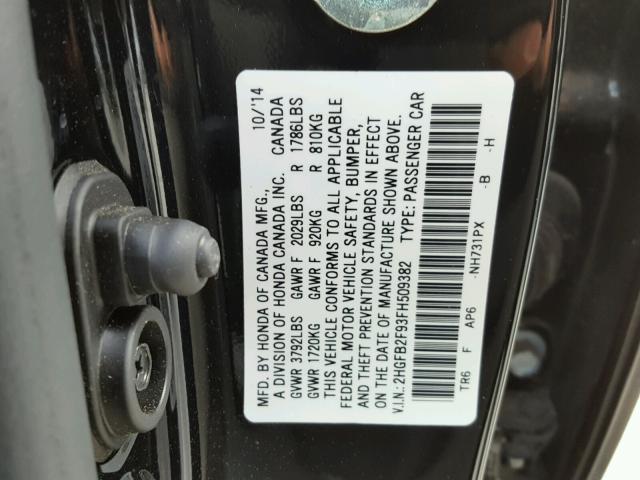 MFD. BY HONDA OF CANADA MFG., 10/'14
A DIVISION OF HONDA CANADA INC. CANADA
GVWR 3792LBS GAWR F 2029LBS R 1786LBS
GVWR 1720KG GAWR F 920KG R 810KG
THIS VEHICLE CONFORMS TO ALL APPLICABLE
FEDERAL MOTOR VEHICLE SAFETY, BUMPER,
AND THEFT PREVENTION STANDARDS IN EFFECT
ON THE DATE OF MANUFACTURE SHOWN ABOVE.
V.I.N.: 2HGFB2F93FH509382 TYPE: PASSENGER CAR
TR6 F AP6 -NH731PX -B -H